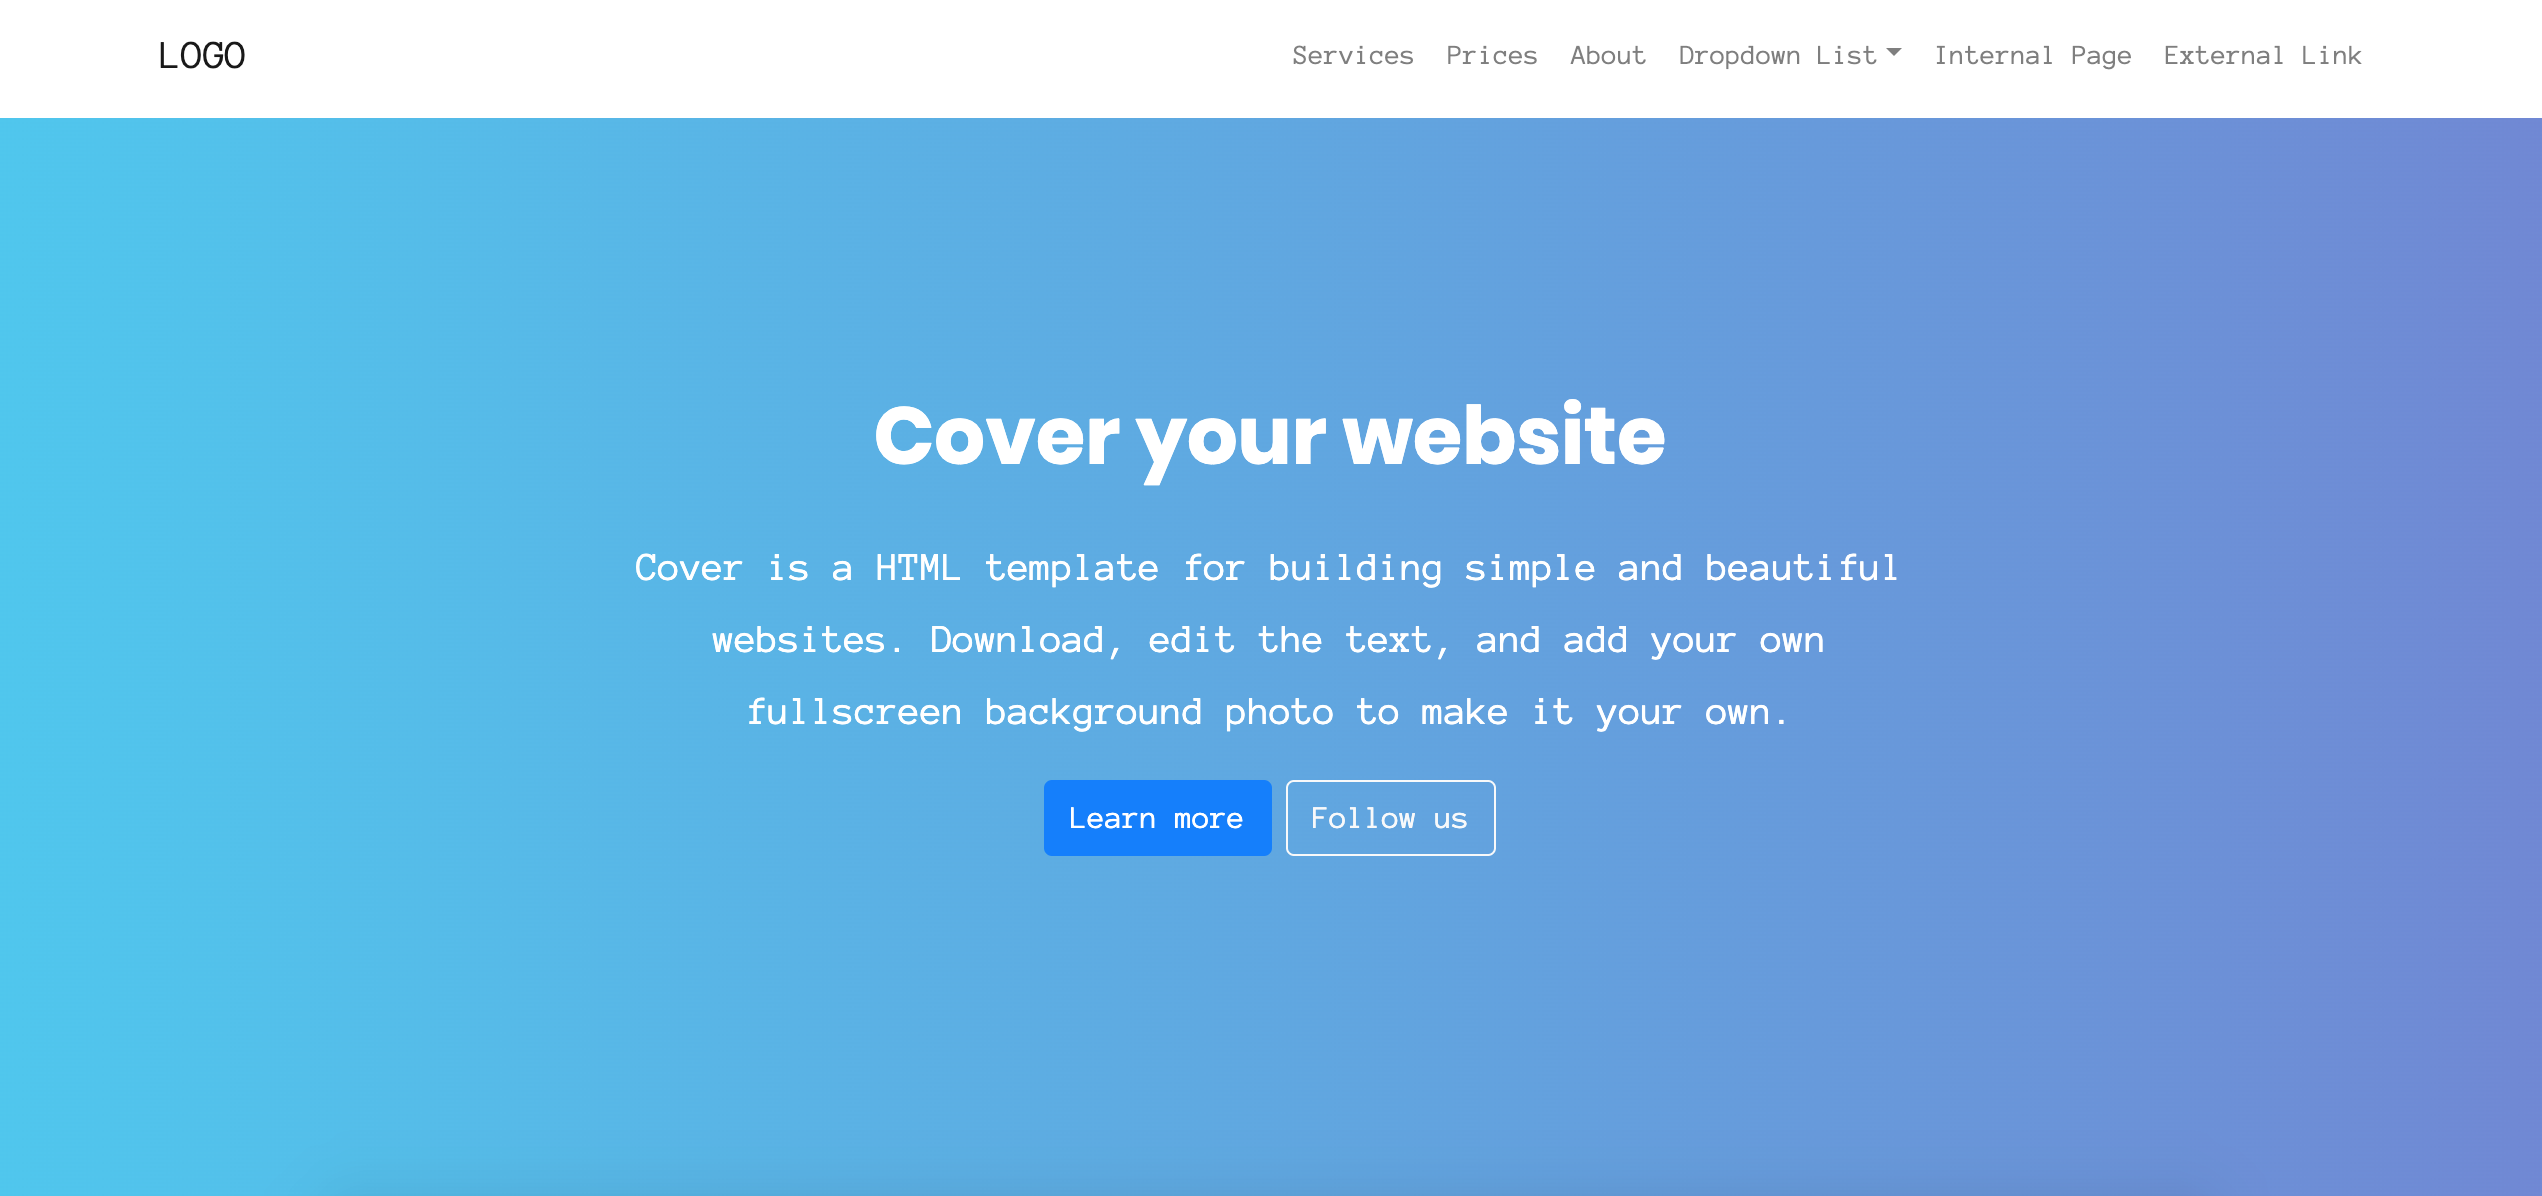 LOGO
Services Prices About Dropdown List Internal Page External Link
Cover your website
Cover is a HTML template for building simple and beautiful
websites. Download, edit the text, and add your own
fullscreen background photo to make it your own.
Learn more
Follow us